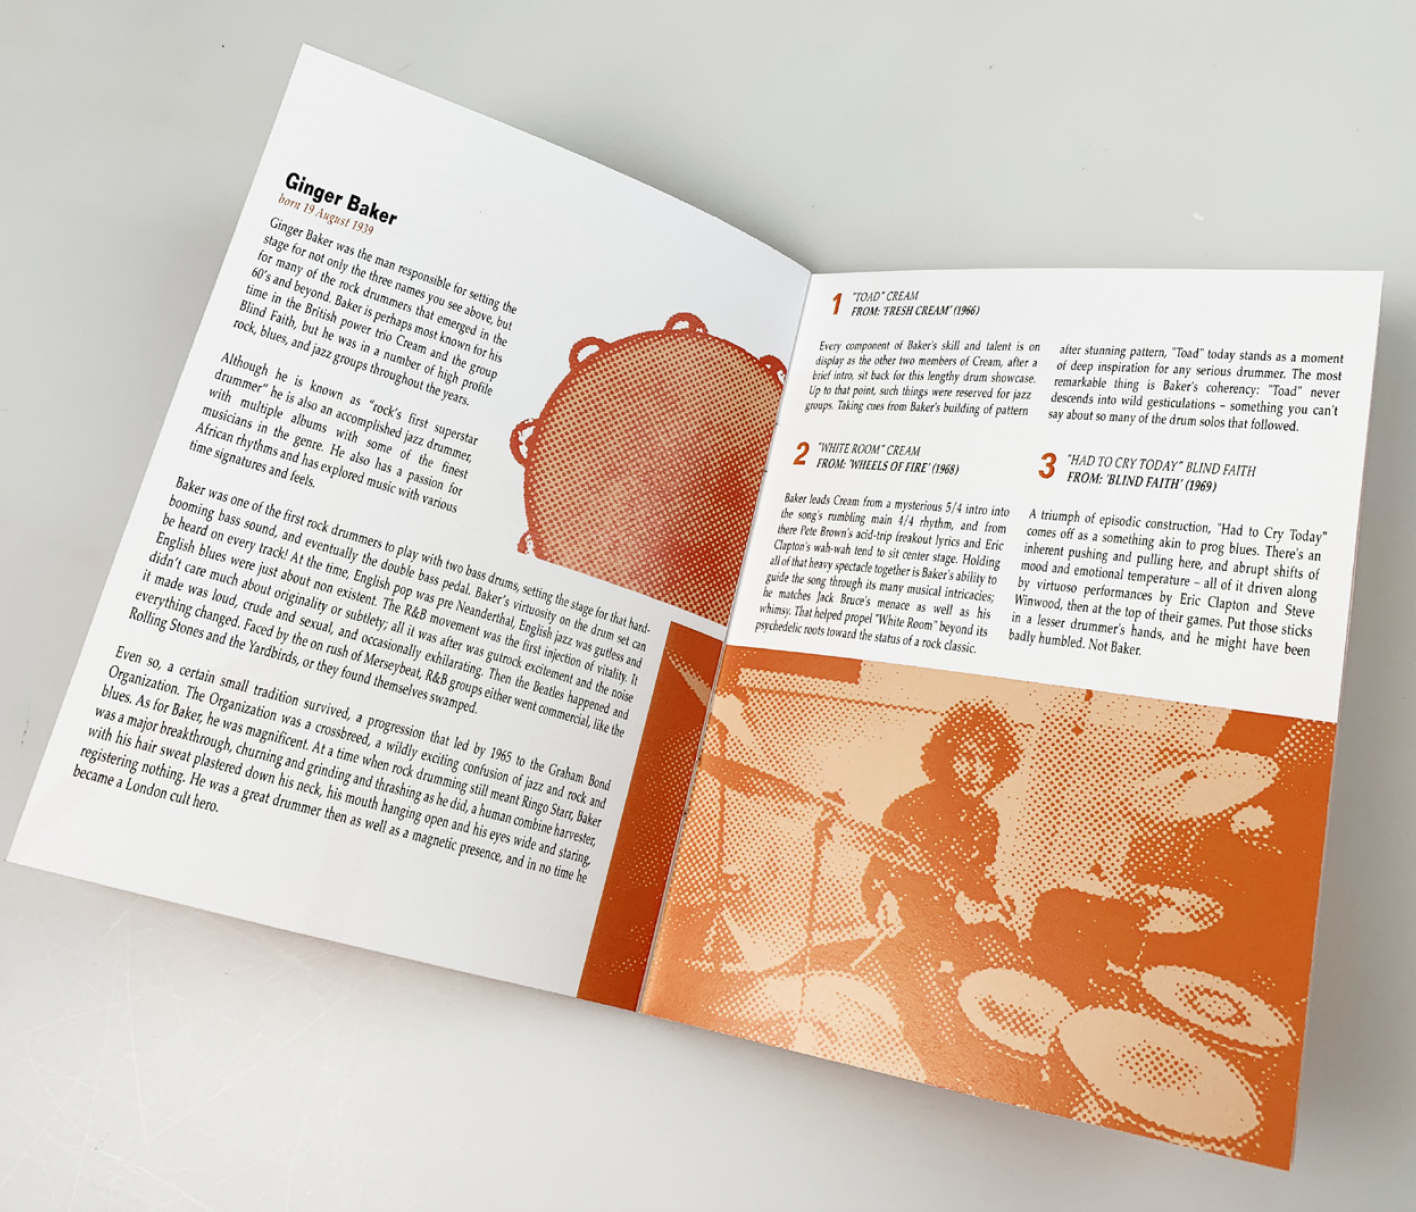 Ginger Baker
born 19 August 1939
Ginger Baker was the man responsible for setting the
stage for not only the three names you see above, but
for many of the rock drummers that emerged in the
60's and beyond. Baker is perhaps most known for his
time in the British power trio Cream and the group
Blind Faith, but he was in a number of high profile
rock, blues, and jazz groups throughout the years.
Although he is known as "rock's first superstar
drummer" he is also an accomplished jazz drummer,
with multiple albums with some of the finest
musicians in the genre. He also has a passion for
African rhythms and has explored music with various
time signatures and feels.
Baker was one of the first rock drummers to play with two bass drums, setting the stage for that hard-
booming bass sound, and eventually the double bass pedal. Baker's virtuosity on the drum set can
be heard on every track! At the time, English pop was pre Neanderthal, English jazz was gutless and
English blues were just about non existent. The R&B movement was the first injection of vitality. It
didn't care much about originality or subtlety; all it was after was gutrock excitement and the noise
it made was loud, crude and sexual, and occasionally exhilarating. Then the Beatles happened and
everything changed. Faced by the on rush of Merseybeat, R&B groups either went commercial, like the
Rolling Stones and the Yardbirds, or they found themselves swamped.
Even so, a certain small tradition survived, a progression that led by 1965 to the Graham Bond
Organization. The Organization was a crossbreed, a wildly exciting confusion of jazz and rock and
blues. As for Baker, he was magnificent. At a time when rock drumming still meant Ringo Starr, Baker
was a major breakthrough, churning and grinding and thrashing as he did, a human combine harvester,
with his hair sweat plastered down his neck, his mouth hanging open and his eyes wide and staring,
registering nothing. He was a great drummer then as well as a magnetic presence, and in no time he
became a London cult hero.
1 "TOAD" CREAM
FROM: 'FRESH CREAM' (1966)
Every component of Baker's skill and talent is on
display as the other two members of Cream, after a
brief intro, sit back for this lengthy drum showcase.
Up to that point, such things were reserved for jazz
groups. Taking cues from Baker's building of pattern
after stunning pattern, "Toad" today stands as a moment
of deep inspiration for any serious drummer. The most
remarkable thing is Baker's coherency: "Toad" never
descends into wild gesticulations – something you can't
say about so many of the drum solos that followed.
2 "WHITE ROOM" CREAM
FROM: 'WHEELS OF FIRE' (1968)
Baker leads Cream from a mysterious 5/4 intro into
the song's rumbling main 4/4 rhythm, and from
there Pete Brown's acid-trip freakout lyrics and Eric
Clapton's wah-wah tend to sit center stage. Holding
all of that heavy spectacle together is Baker's ability to
guide the song through its many musical intricacies;
he matches Jack Bruce's menace as well as his
whimsy. That helped propel "White Room" beyond its
psychedelic roots toward the status of a rock classic.
3 "HAD TO CRY TODAY" BLIND FAITH
FROM: 'BLIND FAITH' (1969)
A triumph of episodic construction, "Had to Cry Today"
comes off as a something akin to prog blues. There's an
inherent pushing and pulling here, and abrupt shifts of
mood and emotional temperature – all of it driven along
by virtuoso performances by Eric Clapton and Steve
Winwood, then at the top of their games. Put those sticks
in a lesser drummer's hands, and he might have been
badly humbled. Not Baker.